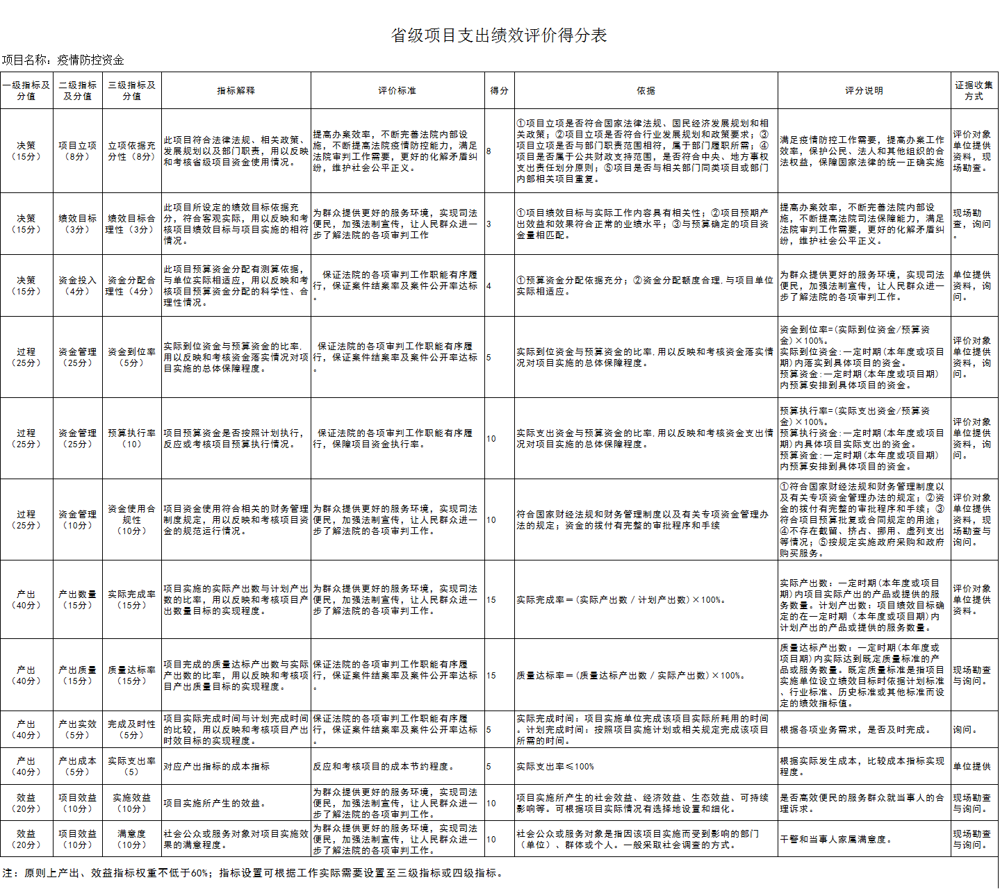 省级项目支出绩效评价得分表
项目名称：疫情防控资金
一级指标及
分值
二级指标
及分值
三级指标及
分值
指标解释
评价标准
得分
依据
评分说明
证据收集
方式
决策
（15分）
项目立项
（8分）
立项依据充
分性（8分）
此项目符合法律法规、相关政策、
发展规划以及部门职责，用以反映
和考核省级项目资金使用情况。
提高办案效率，不断完善法院内部设
施，不断提高法院疫情防控能力，满足
法院审判工作需要，更好的化解矛盾纠
纷，维护社会公平正义。
8
①项目立项是否符合国家法律法规、国民经济发展规划和相
关政策；②项目立项是否符合行业发展规划和政策要求；③
项目立项是否与部门职责范围相符，属于部门履职所需；④
项目是否属于公共财政支持范围，是否符合中央、地方事权
支出责任划分原则；⑤项目是否与相关部门同类项目或部门
内部相关项目重复。
满足疫情防控工作需要，提高办案工作
效率，保护公民、法人和其他组织的合
法权益，保障国家法律的统一正确实施
评价对象
单位提供
资料，现
场勘查。
决策
（15分）
绩效目标
（3分）
绩效目标合
理性（3分）
此项目所设定的绩效目标依据充
分，符合客观实际，用以反映和考
核项目绩效目标与项目实施的相符
情况。
为群众提供更好的服务环境，实现司法
便民，加强法制宣传，让人民群众进一
步了解法院的各项审判工作
3
①项目绩效目标与实际工作内容具有相关性；②项目预期产
出效益和效果符合正常的业绩水平；③与预算确定的项目资
金量相匹配。
提高办案效率，不断完善法院内部设
施，不断提高法院司法保障能力，满足
法院审判工作需要，更好的化解矛盾纠
纷，维护社会公平正义。
现场勘
查，询问
。
决策
（15分）
资金投入
（4分）
资金分配合
理性（4分）
此项目预算资金分配有测算依据，
与单位实际相适应，用以反映和考
核项目预算资金分配的科学性、合
理性情况。
保证法院的各项审判工作职能有序履
行，保证案件结案率及案件公开率达标
。
4
①预算资金分配依据充分；②资金分配额度合理,与项目单位
实际相适应。
为群众提供更好的服务环境，实现司法
便民，加强法制宣传，让人民群众进一
步了解法院的各项审判工作。
单位提供
资料，询
问。
过程
（25分）
资金管理
（25分）
资金到位率
（5分）
实际到位资金与预算资金的比率,
用以反映和考核资金落实情况对项
目实施的总体保障程度。
保证法院的各项审判工作职能有序履
行，保证案件结案率及案件公开率达标
。
5
实际到位资金与预算资金的比率,用以反映和考核资金落实情
况对项目实施的总体保障程度。
资金到位率=(实际到位资金/预算资
金)×100%。
实际到位资金:一定时期(本年度或项目
期)内落实到具体项目的资金。
预算资金:一定时期(本年度或项目期)
内预算安排到具体项目的资金。
评价对象
单位提供
资料，询
问。
过程
（25分）
资金管理
（25分）
预算执行率
（10）
项目预算资金是否按照计划执行，
反应或考核项目预算执行情况。
保证法院的各项审判工作职能有序履
行，保障项目资金执行率。
10
实际支出资金与预算资金的比率,用以反映和考核资金支出情
况对项目实施的总体保障程度。
预算执行率=(实际支出资金/预算资
金)×100%。
预算执行资金:一定时期(本年度或项目
期)内具体项目实际支出的资金。
预算资金:一定时期(本年度或项目期)
内预算安排到具体项目的资金。
评价对象
单位提供
资料，询
问。
过程
（25分）
资金管理
（10分）
资金使用合
规性
（10分）
项目资金使用符合相关的财务管理
制度规定，用以反映和考核项目资
金的规范运行情况。
为群众提供更好的服务环境，实现司法
便民，加强法制宣传，让人民群众进一
步了解法院的各项审判工作。
10
符合国家财经法规和财务管理制度以及有关专项资金管理办
法的规定；资金的拨付有完整的审批程序和手续
①符合国家财经法规和财务管理制度以
及有关专项资金管理办法的规定；②资
金的拨付有完整的审批程序和手续；③
符合项目预算批复或合同规定的用途；
④不存在截留、挤占、挪用、虚列支出
等情况；⑤按规定实施政府采购和政府
购买服务。
评价对象
单位提供
资料，现
场勘查与
询问。
产出
（40分）
产出数量
（15分）
实际完成率
（15分）
项目实施的实际产出数与计划产出
数的比率，用以反映和考核项目产
出数量目标的实现程度。
为群众提供更好的服务环境，实现司法
便民，加强法制宣传，让人民群众进一
步了解法院的各项审判工作。
15
实际完成率＝(实际产出数／计划产出数)×100%。
实际产出数：一定时期(本年度或项目
期)内项目实际产出的产品或提供的服
务数量。计划产出数：项目绩效目标确
定的在一定时期（本年度或项目期)内
计划产出的产品或提供的服务数量。
评价对象
单位提供
资料。
产出
（40分）
产出质量
（15分）
质量达标率
（15分）
项目完成的质量达标产出数与实际
产出数的比率，用以反映和考核项
目产出质量目标的实现程度。
保证法院的各项审判工作职能有序履
行，保证案件结案率及案件公开率达标
。
15
质量达标率＝(质量达标产出数／实际产出数)×100%。
质量达标产出数：一定时期(本年度或
项目期)内实际达到既定质量标准的产
品或服务数量。既定质量标准是指项目
实施单位设立绩效目标时依据计划标准
、行业标准、历史标准或其他标准而设
定的绩效指标值。
现场勘查
与询问。
产出
（40分）
产出实效
（5分）
完成及时性
（5分）
项目实际完成时间与计划完成时间
的比较，用以反映和考核项目产出
时效目标的实现程度。
保证法院的各项审判工作职能有序履
行，保证案件结案率及案件公开率达标
。
5
实际完成时间：项目实施单位完成该项目实际所耗用的时间
。计划完成时间：按照项目实施计划或相关规定完成该项目
所需的时间。
根据各项业务需求，是否及时完成。
询问。
产出
（40分）
产出成本
（5分）
实际支出率
（5）
对应产出指标的成本指标
反应和考核项目的成本节约程度。
5
实际支出率≤100%
根据实际发生成本，比较成本指标实现
程度。
单位提供
效益
（20分）
项目效益
（10分）
实施效益
（10分）
项目实施所产生的效益。
为群众提供更好的服务环境，实现司法
便民，加强法制宣传，让人民群众进一
步了解法院的各项审判工作。
10
项目实施所产生的社会效益、经济效益、生态效益、可持续
影响等。可根据项目实际情况有选择地设置和细化。
是否高效便民的服务群众就当事人的合
理诉求。
现场勘查
与询问。
效益
（20分）
项目效益
（10分）
满意度
（10分）
社会公众或服务对象对项目实施效
果的满意程度。
为群众提供更好的服务环境，实现司法
便民，加强法制宣传，让人民群众进一
步了解法院的各项审判工作。
10
社会公众或服务对象是指因该项目实施而受到影响的部门
（单位）、群体或个人。一般采取社会调查的方式。
干警和当事人家属满意度。
现场勘查
与询问。
注：原则上产出、效益指标权重不低于60%；指标设置可根据工作实际需要设置至三级指标或四级指标。